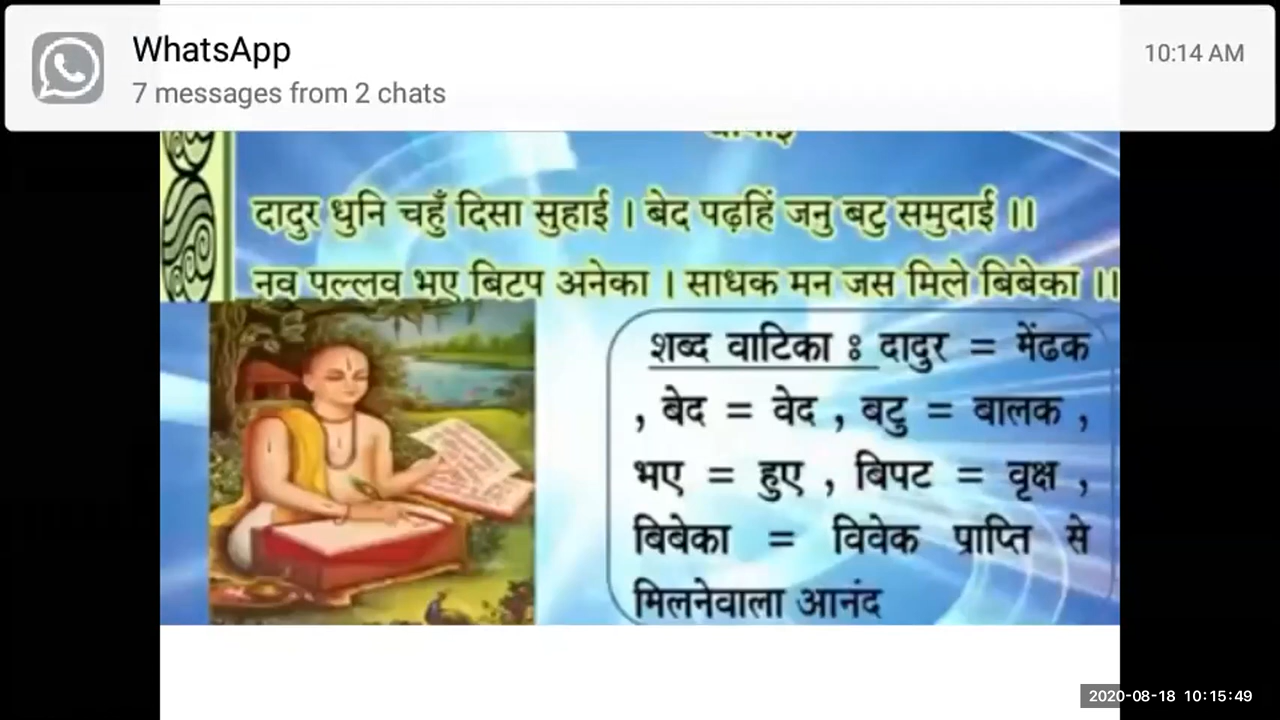 WhatsApp
10:14 AM
7 messages from 2 chats
दादुर धुनि चहुँ दिसा सुहाई । बेद पढ़हिं जनु बटु समुदाई ।।
नव पल्लव भए बिटप अनेका । साधक मन जस मिले बिबेका ।।
शब्द वाटिका : दादुर = मेंढक
, बेद = वेद , बटु = बालक ,
भए = हुए , बिपट = वृक्ष ,
बिबेका = विवेक प्राप्ति से
मिलनेवाला आनंद
2020-08-18 10:15:49